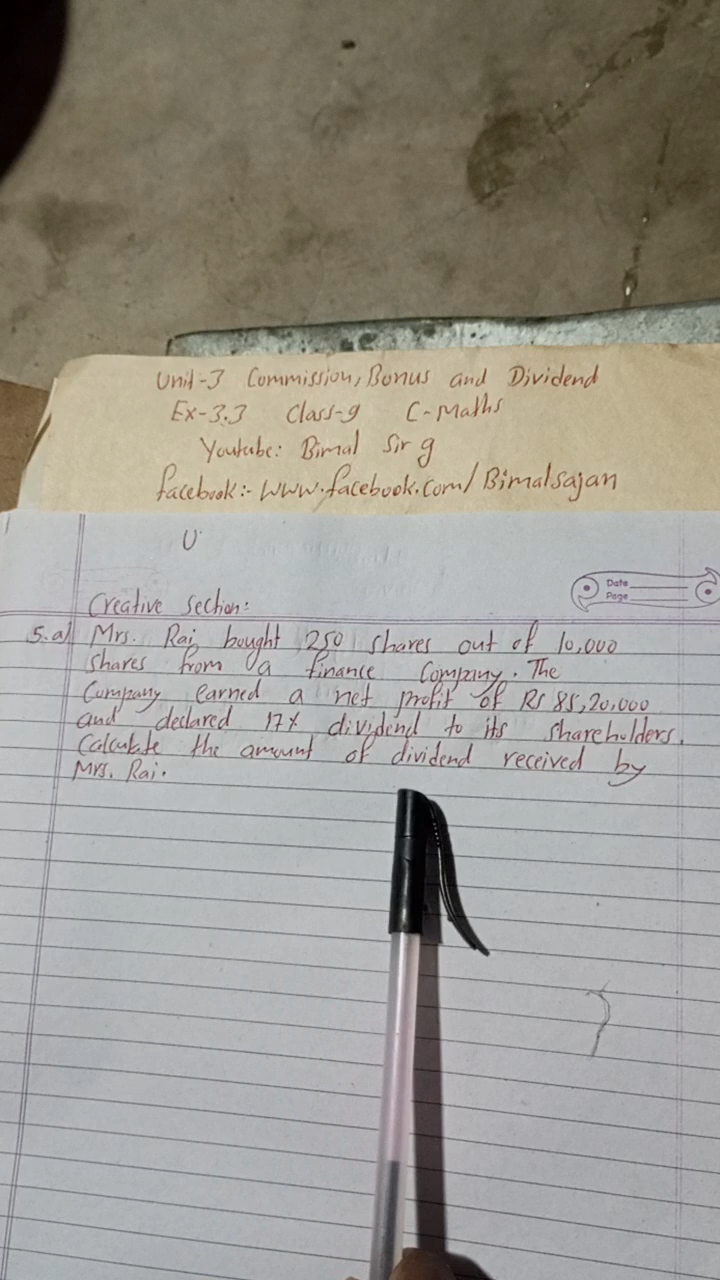 Unit-3 Commission, Bonus and Dividend
Ex-3.3 Class-9 C-Maths
Youtube: Bimal Sir g
facebook:- www.facebook.com/Bimalsajan
U
Date
Page
Creative section:
5.a) Mrs. Rai bought 250 shares out of 10,000
shares from a finance Company. The
Company earned a net profit of RS 85,20,000
and declared 17% dividend to its shareholders.
Calculate the amount of dividend received by
Mrs. Rai.